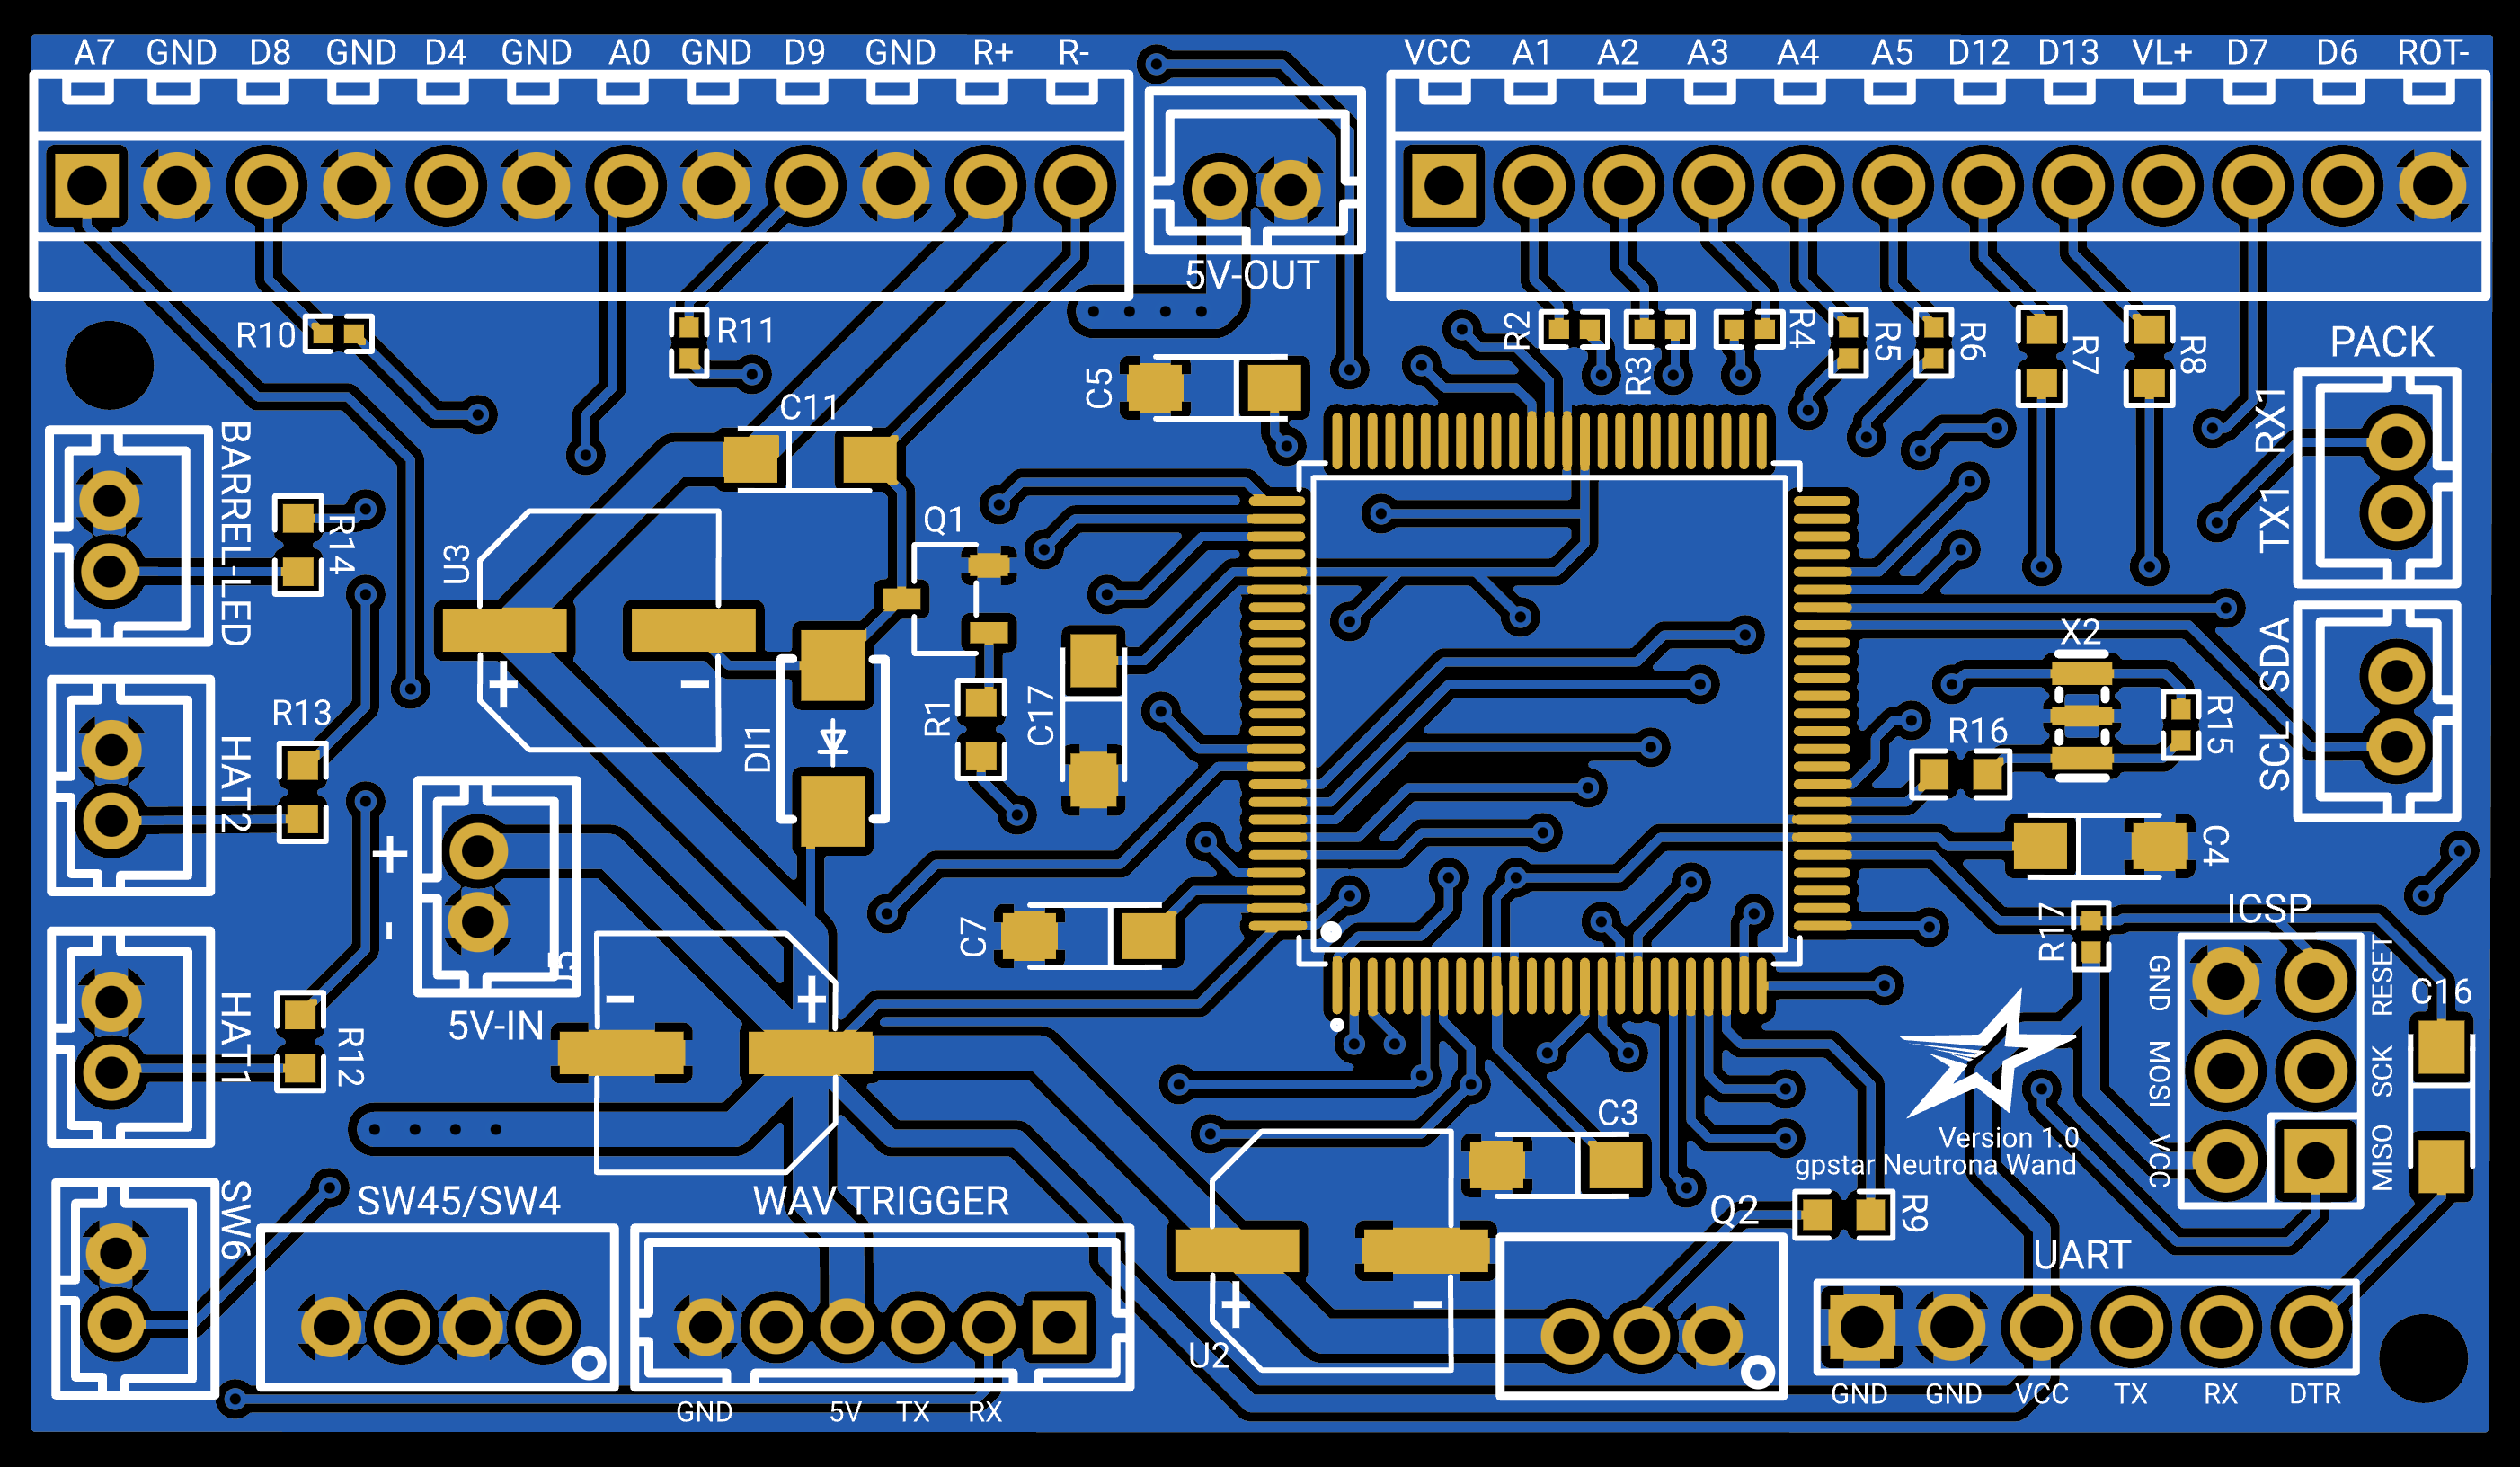 A7 GND D8 GND D4 GND A0 GND D9 GND R+ R-
VCC A1 A2 A3 A4 A5 D12 D13 VL+ D7 D6 ROT-
5V-OUT
R10
R11
R2
R3
R4
R5
R6
R7
R8
PACK
RX1
TX1
C5
C11
BARREL-LED
R14
U3
Q1
+
-
X2
SDA
SCL
R13
HAT2
DI1
R1
C17
R16
R15
+
-
C4
C7
ICSP
R17
GND
RESET
C16
HAT1
R12
5V-IN
-
+
MOSI
SCK
C3
Version 1.0
gpstar Neutrona Wand
VCC
MISO
SW6
SW45/SW4
WAV TRIGGER
Q2
R9
UART
+
-
U2
GND 5V TX RX
GND GND VCC TX RX DTR